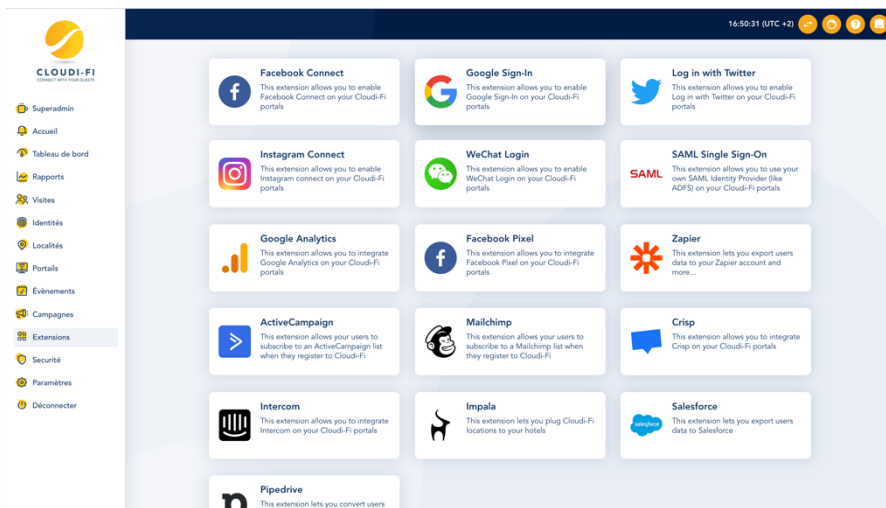 16:50:31 (UTC +2)
CLOUDI-FI
CONNECT WITH YOUR GUESTS
Superadmin
Accueil
Tableau de bord
Rapports
Visites
Identités
Localités
Portails
Évènements
Campagnes
Extensions
Securité
Paramètres
Déconnecter
Facebook Connect
This extension allows you to enable
Facebook Connect on your Cloudi-Fi
portals
Google Sign-In
This extension allows you to enable
Google Sign-In on your Cloudi-Fi
portals
Log in with Twitter
This extension allows you to enable
Log in with Twitter on your Cloudi-Fi
portals
Instagram Connect
This extension allows you to enable
Instagram connect on your Cloudi-Fi
portals
WeChat Login
This extension allows you to enable
WeChat Login on your Cloudi-Fi
portals
SAML
SAML Single Sign-On
This extension allows you to use your
own SAML Identity Provider (like
ADFS) on your Cloudi-Fi portals
Google Analytics
This extension allows you to integrate
Google Analytics on your Cloudi-Fi
portals
Facebook Pixel
This extension allows you to integrate
Facebook Pixel on your Cloudi-Fi
portals
Zapier
This extension lets you export users
data to your Zapier account and
more...
ActiveCampaign
This extension allows your users to
subscribe to an ActiveCampaign list
when they register to Cloudi-Fi
Mailchimp
This extension allows your users to
subscribe to a Mailchimp list when
they register to Cloudi-Fi
Crisp
This extension allows you to integrate
Crisp on your Cloudi-Fi portals
Intercom
This extension allows you to integrate
Intercom on your Cloudi-Fi portals
Impala
This extension lets you plug Cloudi-Fi
locations to your hotels
salesforce
Salesforce
This extension lets you export users
data to Salesforce
Pipedrive
This extension lets you convert users